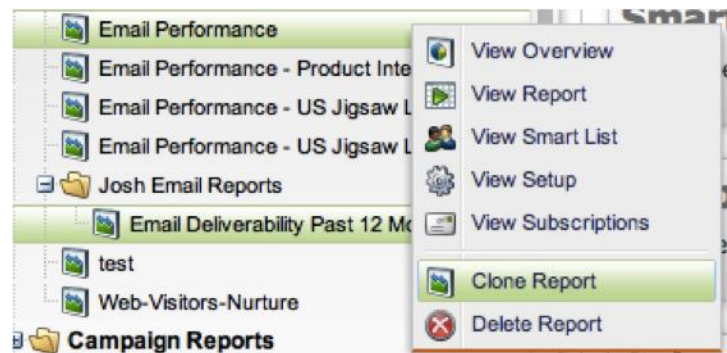 Email Performance
Email Performance - Product Inte
Email Performance - US Jigsaw L
Email Performance - US Jigsaw L
Josh Email Reports
Email Deliverability Past 12 Mo
test
Web-Visitors-Nurture
Campaign Reports
Smar
View Overview
View Report
View Smart List
View Setup
View Subscriptions
Clone Report
Delete Report